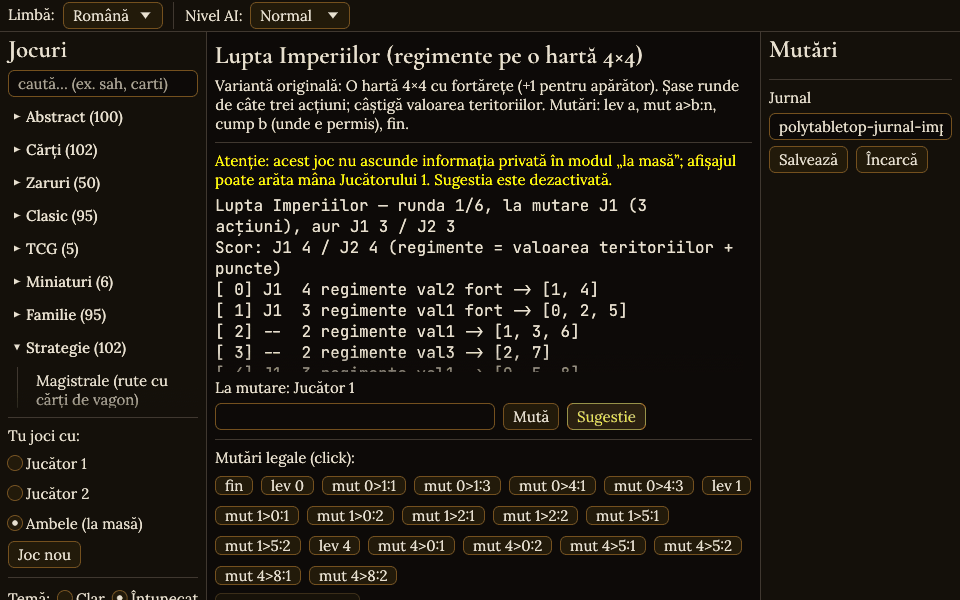 Limbă: Română ▼ Nivel AI: Normal ▼
Jocuri
caută... (ex. sah, carti)
▸ Abstract (100)
▸ Cărți (102)
▸ Zaruri (50)
▸ Clasic (95)
▸ TCG (5)
▸ Miniaturi (6)
▸ Familie (95)
▾ Strategie (102)
Magistrale (rute cu
cărți de vagon)
Tu joci cu:
Jucător 1
Jucător 2
Ambele (la masă)
Joc nou
Temă: Clar Întunecat
Lupta Imperiilor (regimente pe o hartă 4×4)
Variantă originală: O hartă 4×4 cu fortărețe (+1 pentru apărător). Șase runde
de câte trei acțiuni; câștigă valoarea teritoriilor. Mutări: lev a, mut a>b:n,
cump b (unde e permis), fin.
Atenție: acest joc nu ascunde informația privată în modul „la masă”; afișajul
poate arăta mâna Jucătorului 1. Sugestia este dezactivată.
Lupta Imperiilor — runda 1/6, la mutare J1 (3
acțiuni), aur J1 3 / J2 3
Scor: J1 4 / J2 4 (regimente = valoarea teritoriilor +
puncte)
[ 0] J1  4 regimente val2 fort -> [1, 4]
[ 1] J1  3 regimente val1 fort -> [0, 2, 5]
[ 2] --  2 regimente val1 -> [1, 3, 6]
[ 3] --  2 regimente val3 -> [2, 7]
[ 4] J1  3 regimente val1 -> [0, 5, 8]
La mutare: Jucător 1
Mută Sugestie
Mutări legale (click):
fin lev 0 mut 0>1:1 mut 0>1:3 mut 0>4:1 mut 0>4:3 lev 1
mut 1>0:1 mut 1>0:2 mut 1>2:1 mut 1>2:2 mut 1>5:1
mut 1>5:2 lev 4 mut 4>0:1 mut 4>0:2 mut 4>5:1 mut 4>5:2
mut 4>8:1 mut 4>8:2
Mutări
Jurnal
polytabletop-jurnal-imp
Salvează Încarcă